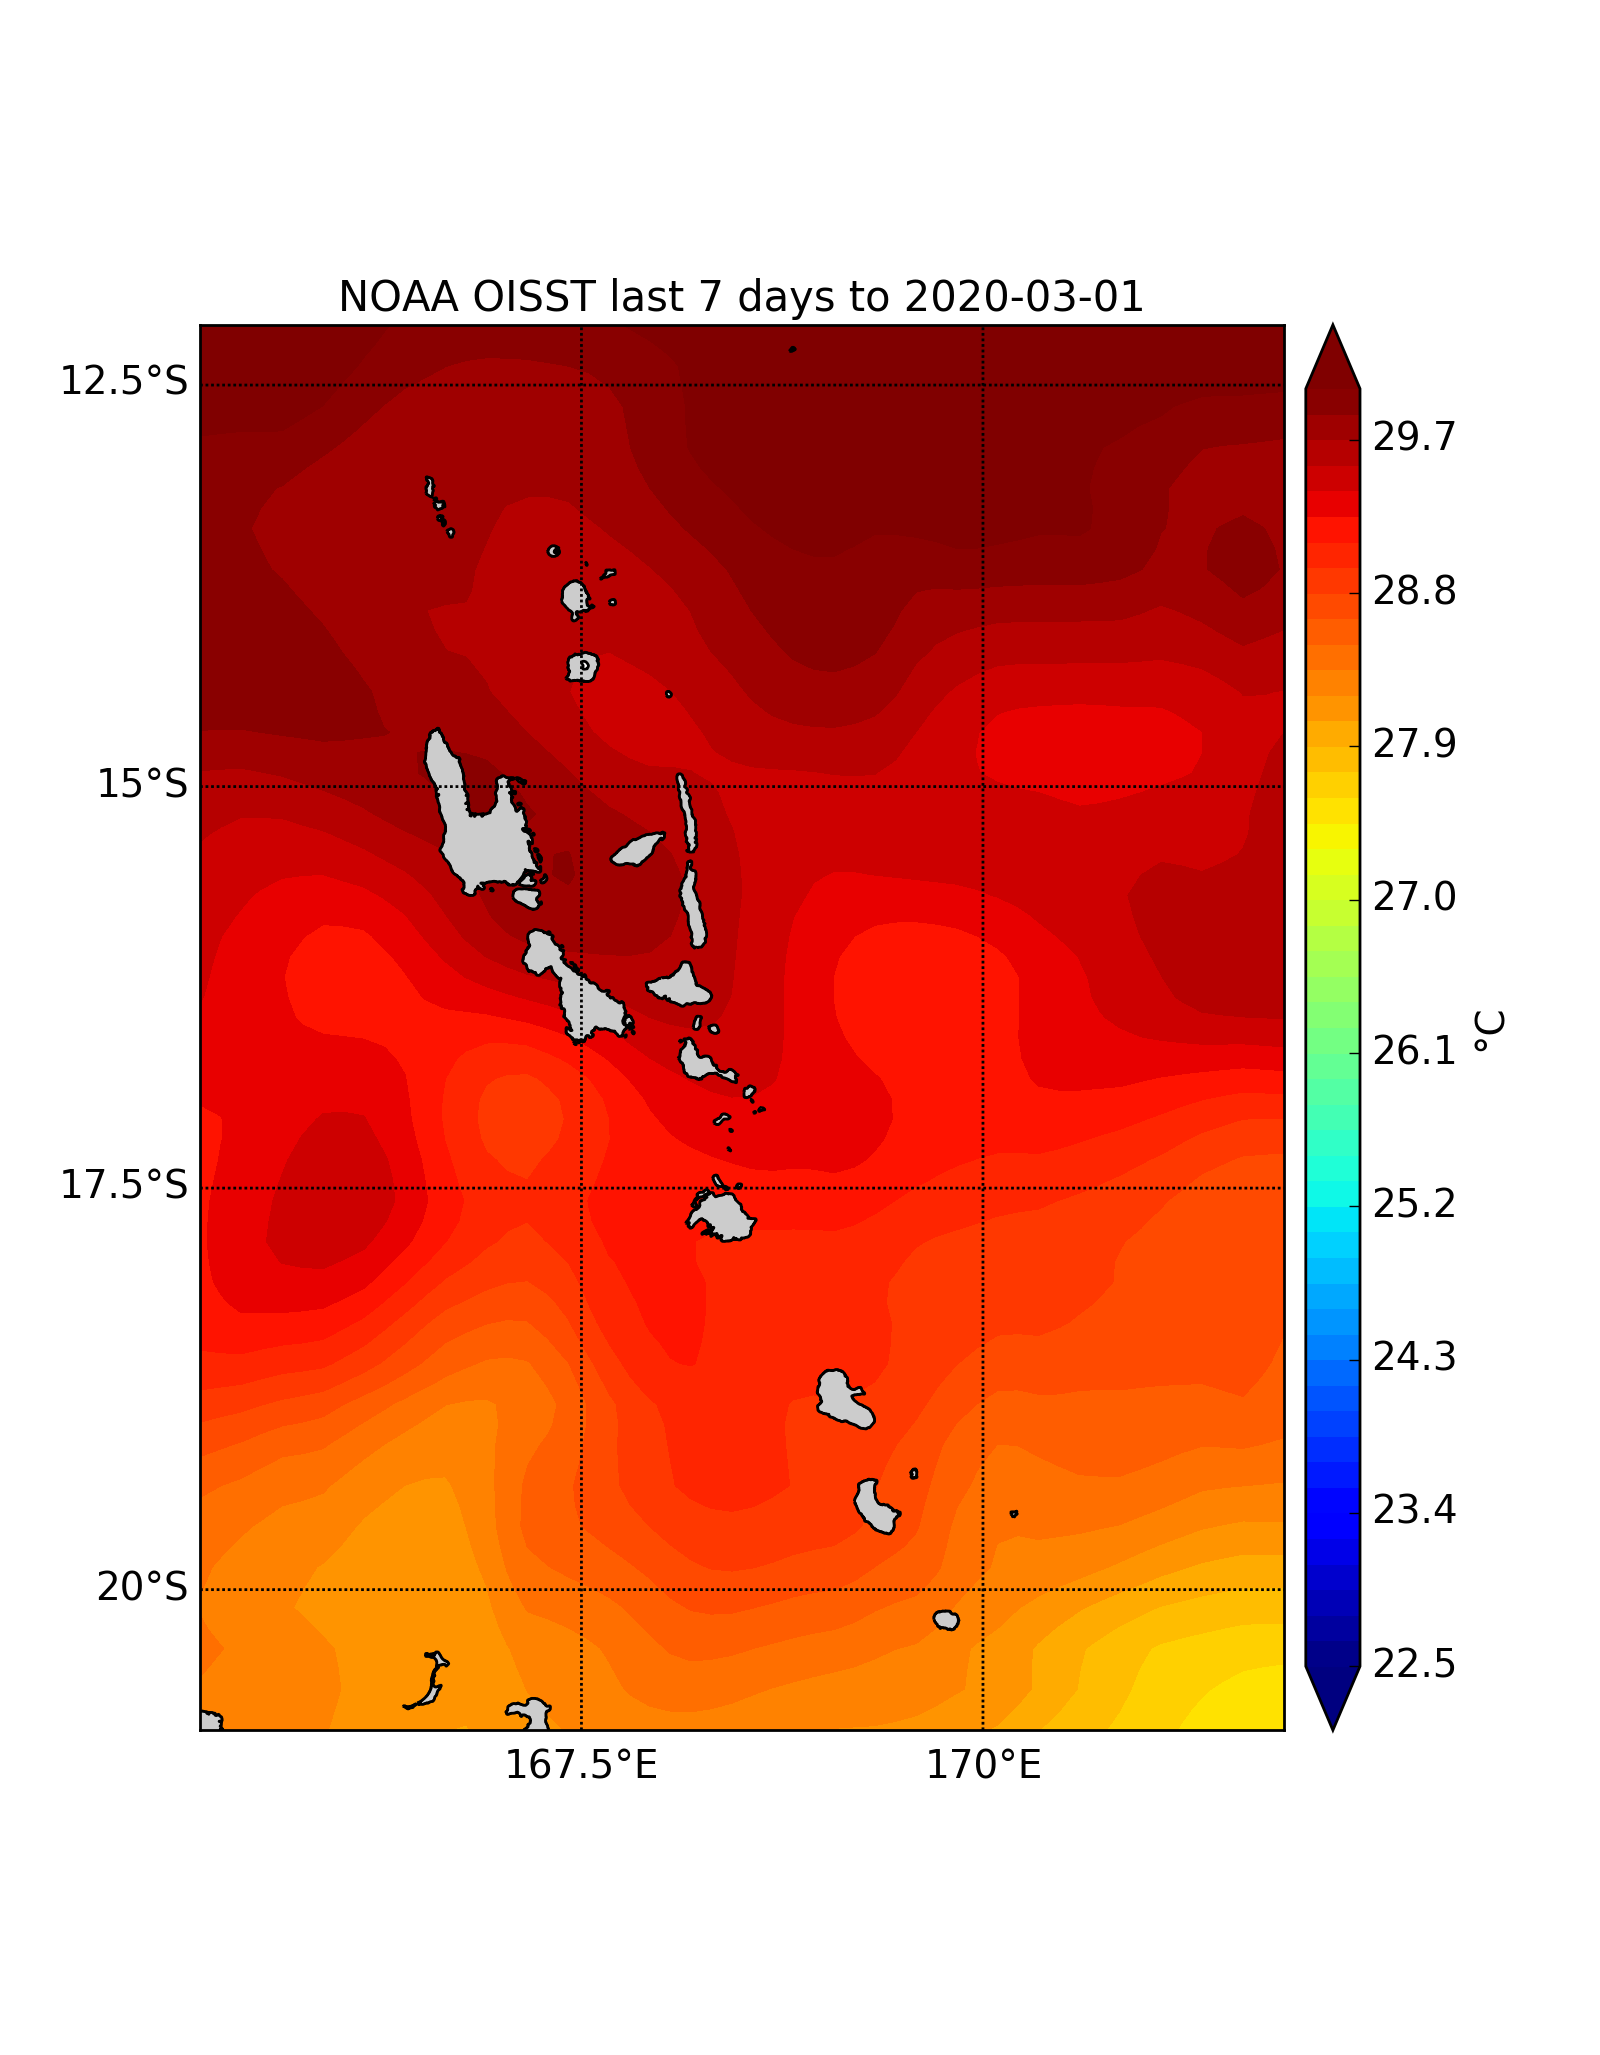 NOAA OISST last 7 days to 2020-03-01
12.5°S
15°S
17.5°S
20°S
167.5°E
170°E
29.7
28.8
27.9
27.0
26.1
25.2
24.3
23.4
22.5
°C